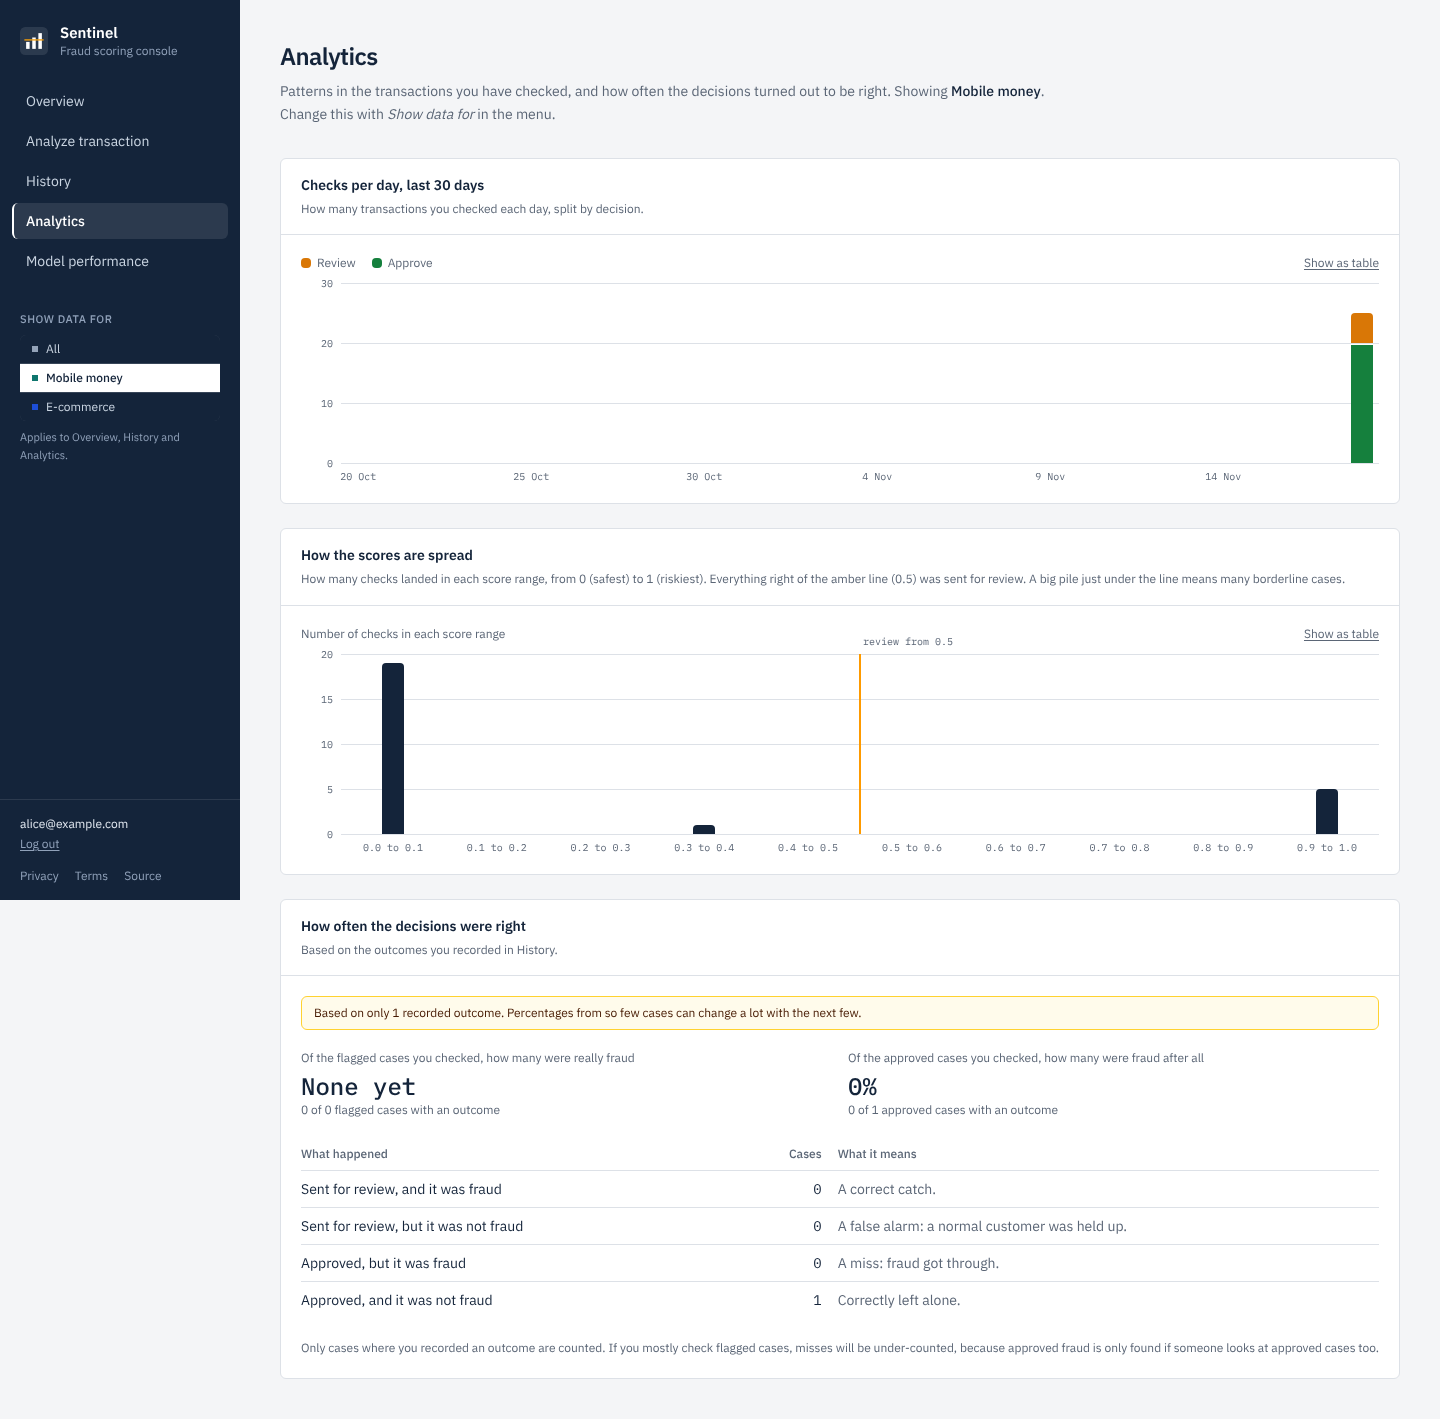 Sentinel
Fraud scoring console
Overview
Analyze transaction
History
Analytics
Model performance
SHOW DATA FOR
All
Mobile money
E-commerce
Applies to Overview, History and
Analytics.
alice@example.com
Log out
Privacy Terms Source
Analytics
Patterns in the transactions you have checked, and how often the decisions turned out to be right. Showing Mobile money.
Change this with Show data for in the menu.
Checks per day, last 30 days
How many transactions you checked each day, split by decision.
Review Approve Show as table
30
20
10
0
20 Oct 25 Oct 30 Oct 4 Nov 9 Nov 14 Nov
How the scores are spread
How many checks landed in each score range, from 0 (safest) to 1 (riskiest). Everything right of the amber line (0.5) was sent for review. A big pile just under the line means many borderline cases.
Number of checks in each score range Show as table
review from 0.5
20
15
10
5
0
0.0 to 0.1 0.1 to 0.2 0.2 to 0.3 0.3 to 0.4 0.4 to 0.5 0.5 to 0.6 0.6 to 0.7 0.7 to 0.8 0.8 to 0.9 0.9 to 1.0
How often the decisions were right
Based on the outcomes you recorded in History.
Based on only 1 recorded outcome. Percentages from so few cases can change a lot with the next few.
Of the flagged cases you checked, how many were really fraud
None yet
0 of 0 flagged cases with an outcome
Of the approved cases you checked, how many were fraud after all
0%
0 of 1 approved cases with an outcome
What happened Cases What it means
Sent for review, and it was fraud 0 A correct catch.
Sent for review, but it was not fraud 0 A false alarm: a normal customer was held up.
Approved, but it was fraud 0 A miss: fraud got through.
Approved, and it was not fraud 1 Correctly left alone.
Only cases where you recorded an outcome are counted. If you mostly check flagged cases, misses will be under-counted, because approved fraud is only found if someone looks at approved cases too.